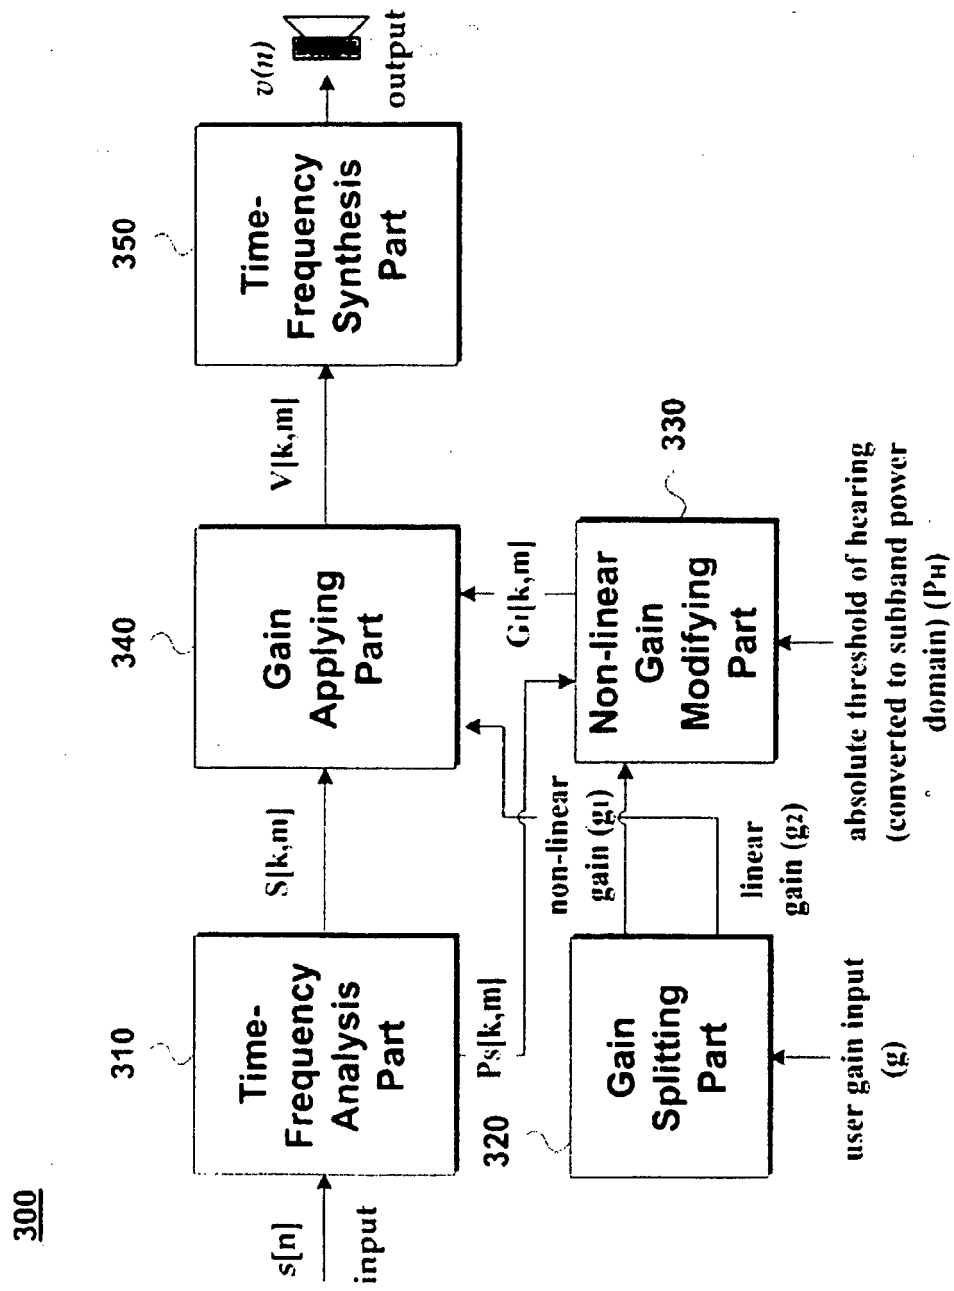 300
s[n]
input
310
Time-
Frequency
Analysis
Part
S[k,m]
340
Gain
Applying
Part
V[k,m]
350
Time-
Frequency
Synthesis
Part
v(n)
output
Ps[k,m]
320
Gain
Splitting
Part
user gain input
(g)
non-linear
gain (g1)
linear
gain (g2)
G1[k,m]
330
Non-linear
Gain
Modifying
Part
absolute threshold of hearing
(converted to subband power
domain) (PH)